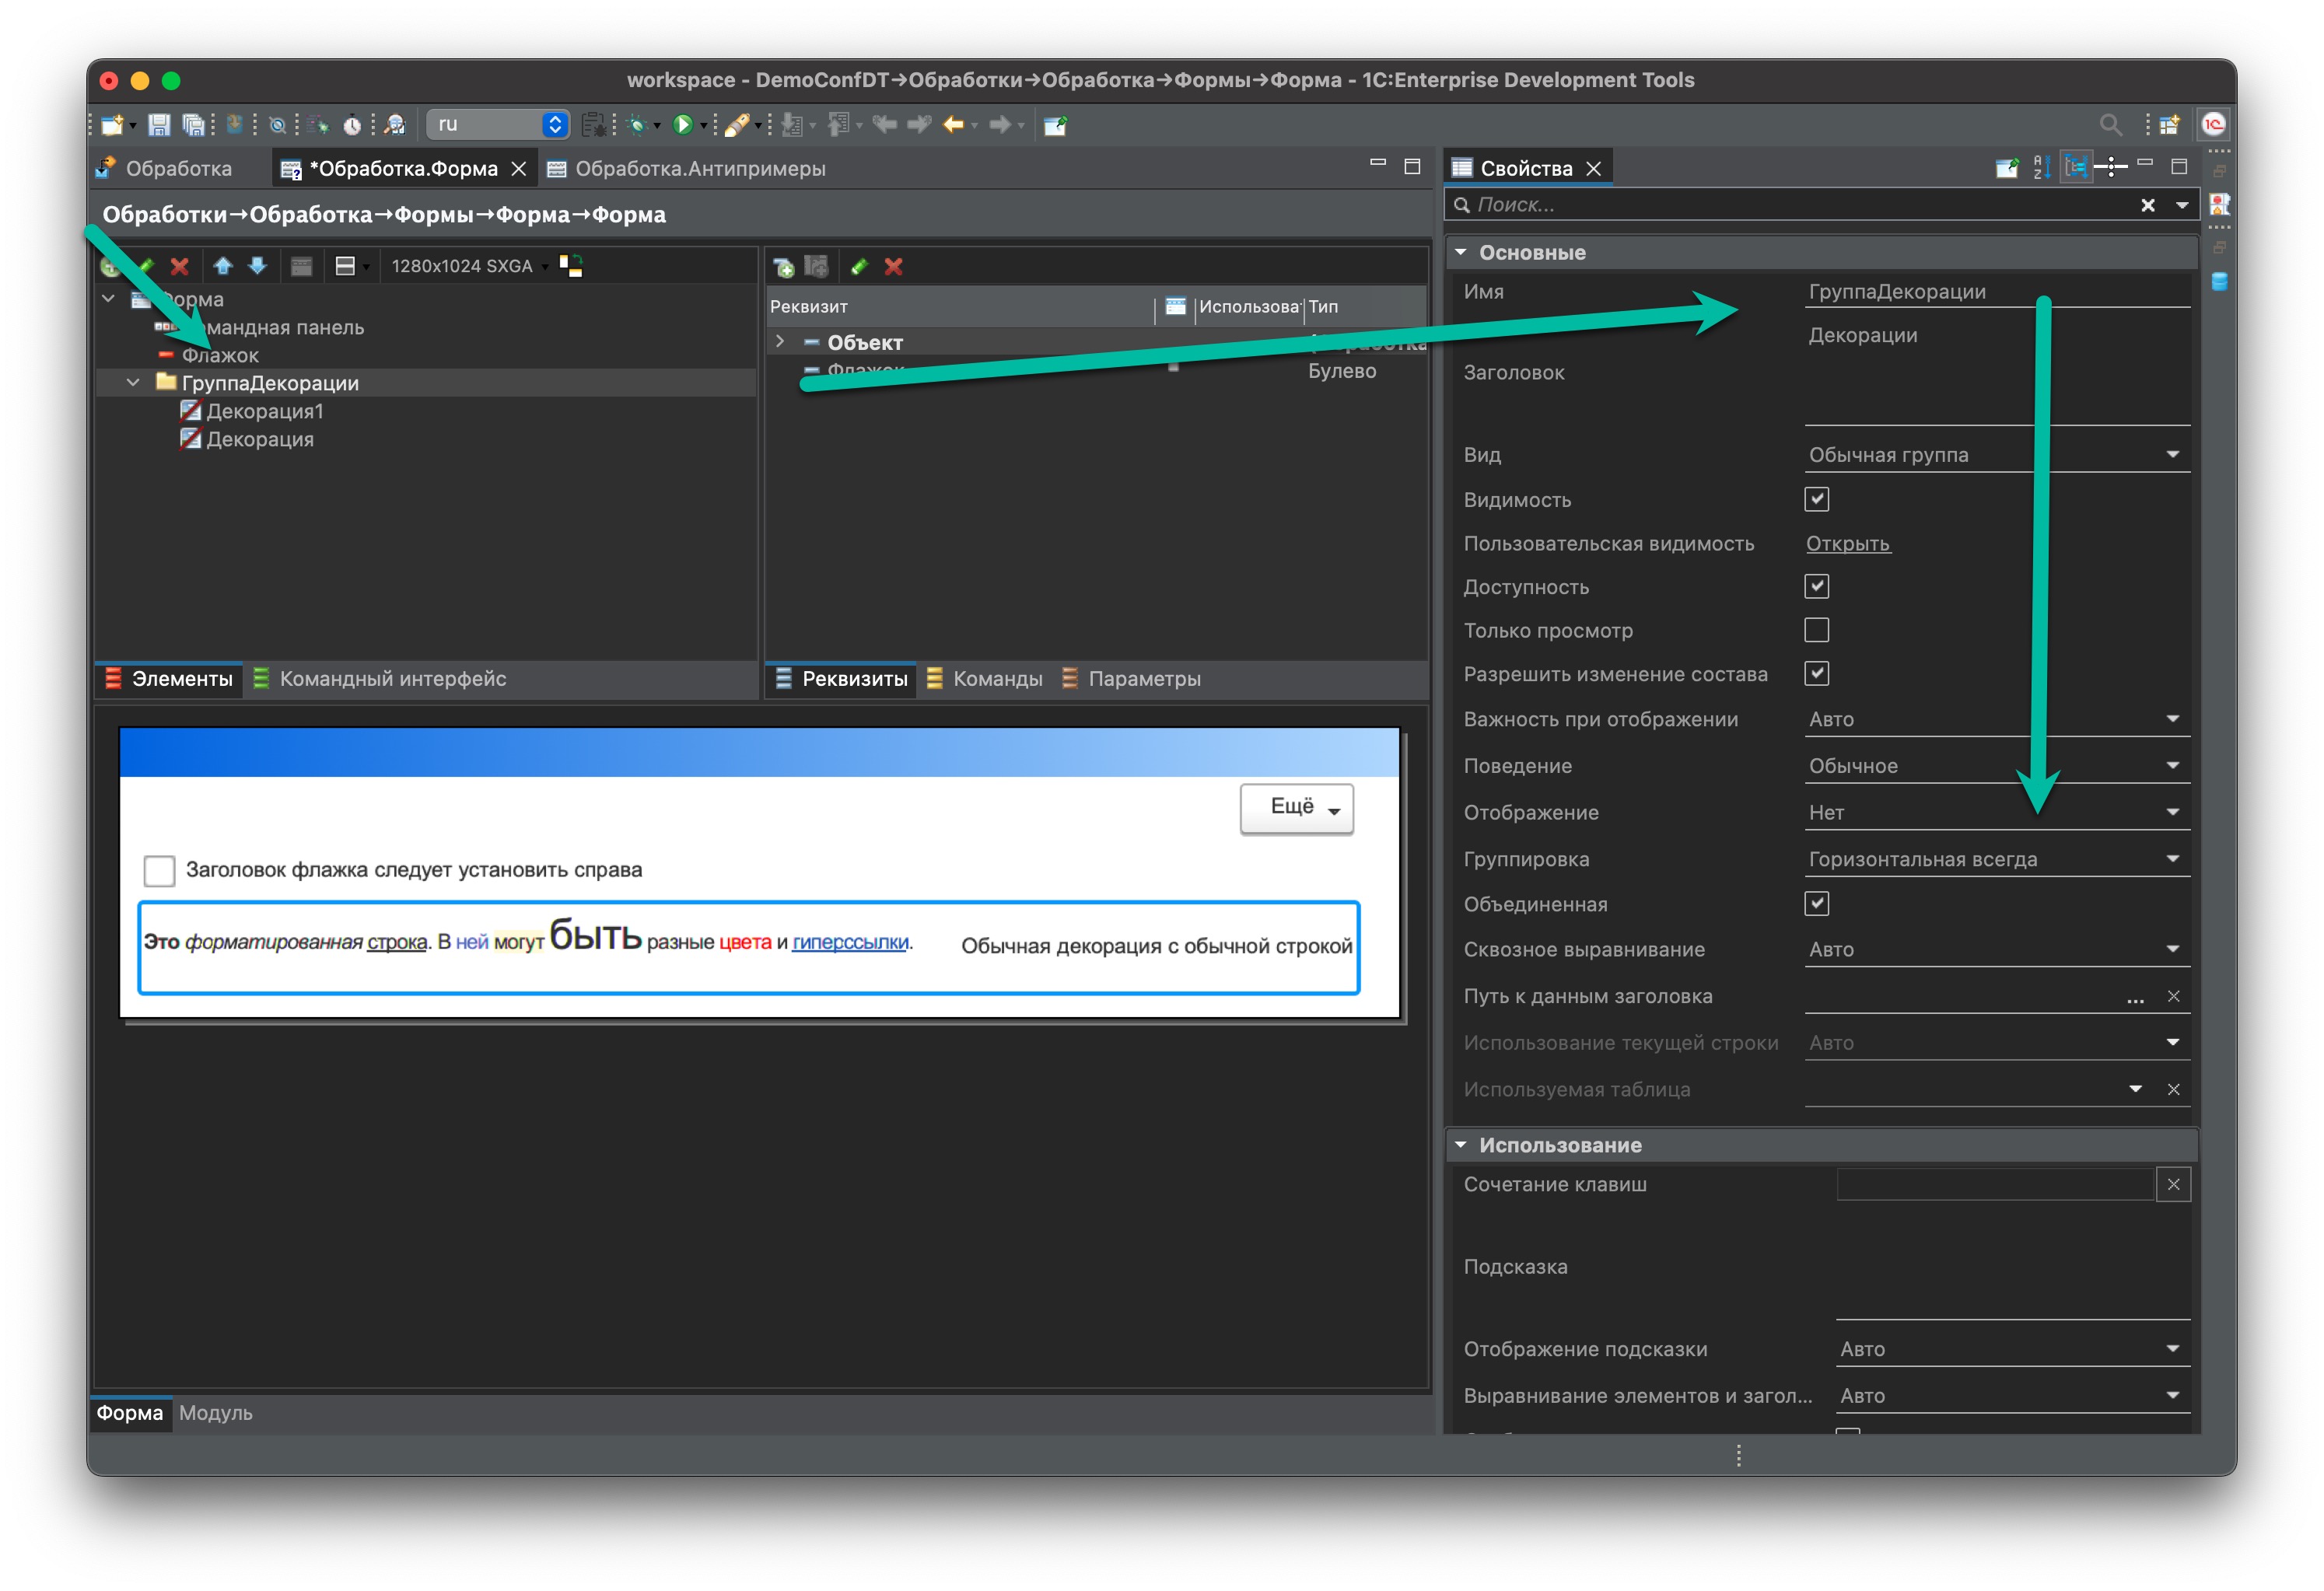 workspace - DemoConfDT→Обработки→Обработка→Формы→Форма - 1C:Enterprise Development Tools
ru
Обработка
*Обработка.Форма
Обработка.Антипримеры
Обработки→Обработка→Формы→Форма→Форма
1280x1024 SXGA
Форма
Командная панель
Флажок
ГруппаДекорации
Декорация1
Декорация
Элементы
Командный интерфейс
Реквизит
Использова
Тип
Объект
Флажок
Булево
Реквизиты
Команды
Параметры
Ещё
Заголовок флажка следует установить справа
Это форматированная строка. В ней могут быть разные цвета и гиперссылки.
Обычная декорация с обычной строкой
Форма
Модуль
Свойства
Поиск...
Основные
Имя
ГруппаДекорации
Заголовок
Декорации
Вид
Обычная группа
Видимость
Пользовательская видимость
Открыть
Доступность
Только просмотр
Разрешить изменение состава
Важность при отображении
Авто
Поведение
Обычное
Отображение
Нет
Группировка
Горизонтальная всегда
Объединенная
Сквозное выравнивание
Авто
Путь к данным заголовка
...
Использование текущей строки
Авто
Используемая таблица
Использование
Сочетание клавиш
Подсказка
Отображение подсказки
Авто
Выравнивание элементов и загол...
Авто